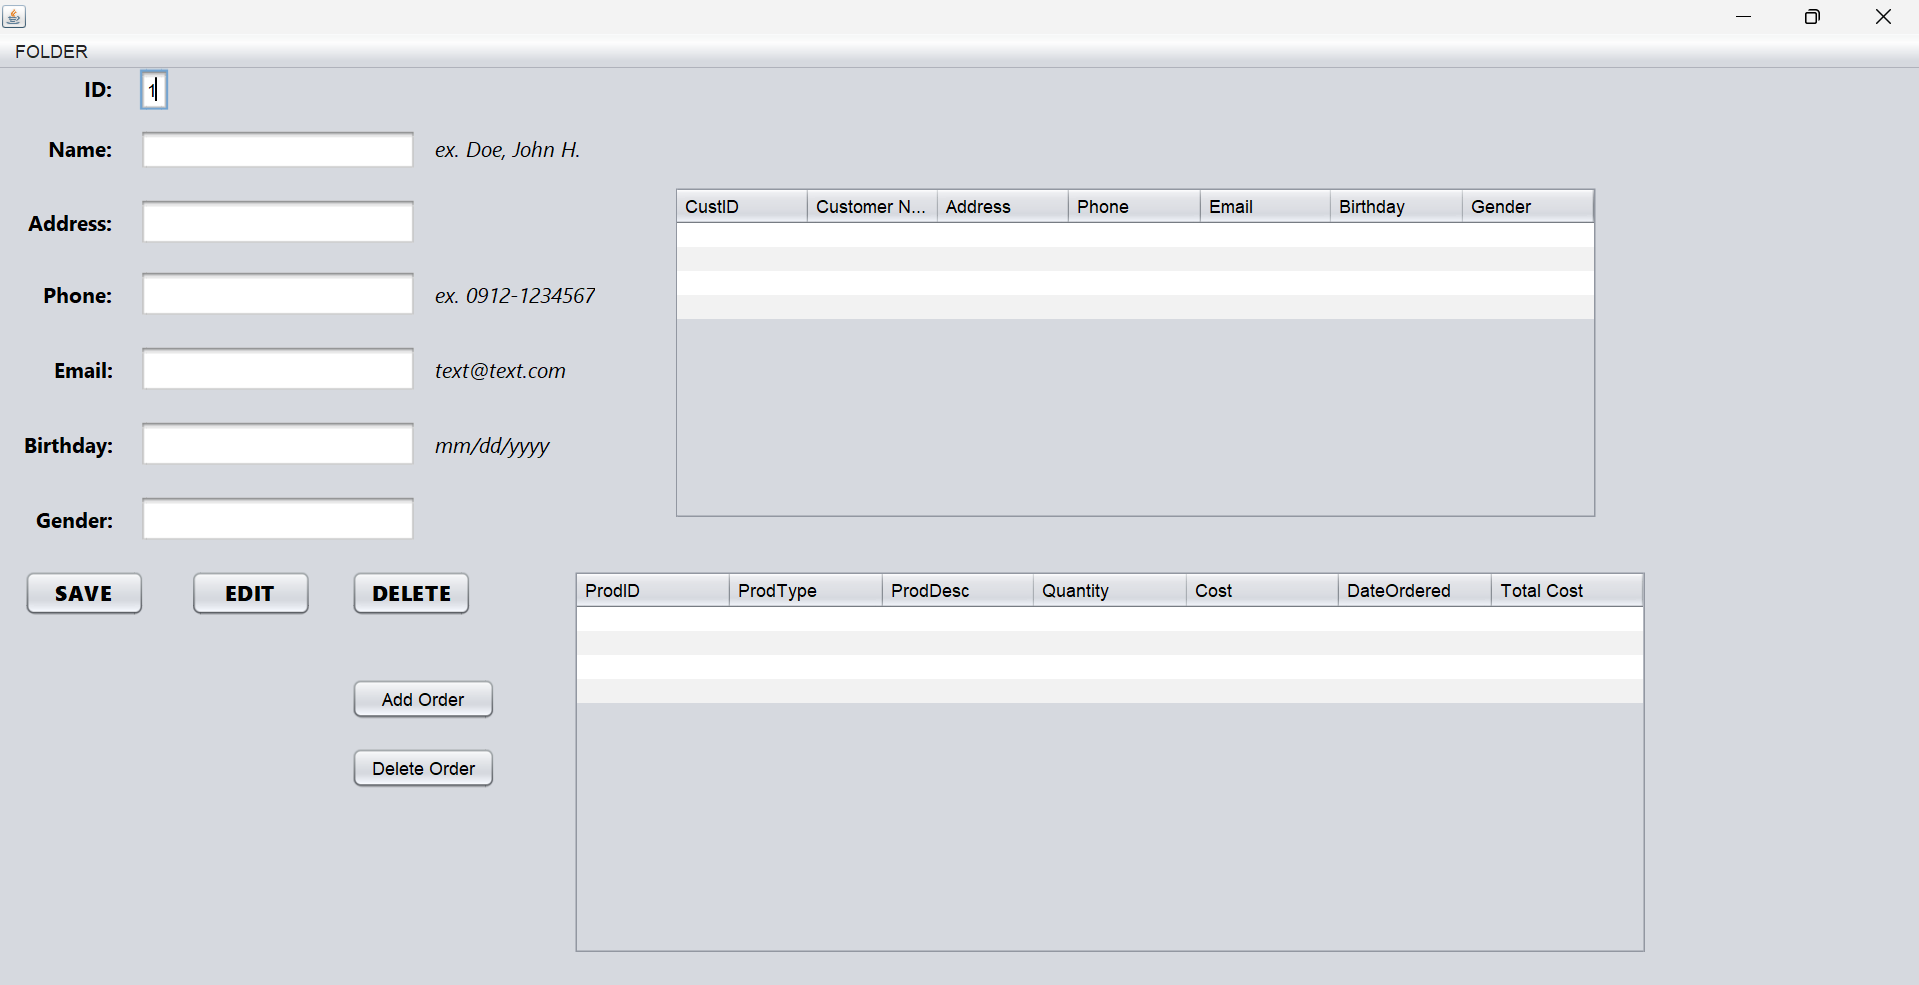 FOLDER
ID: 1
Name: ex. Doe, John H.
Address:
Phone: ex. 0912-1234567
Email: text@text.com
Birthday: mm/dd/yyyy
Gender:
SAVE EDIT DELETE
Add Order
Delete Order
CustID Customer N... Address Phone Email Birthday Gender
ProdID ProdType ProdDesc Quantity Cost DateOrdered Total Cost